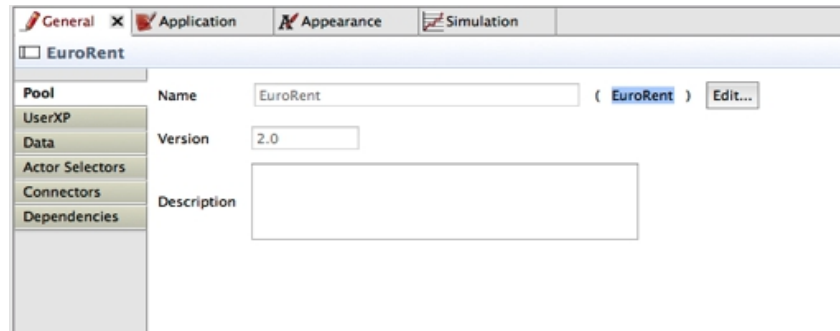 General Application Appearance Simulation
EuroRent
Pool
UserXP
Data
Actor Selectors
Connectors
Dependencies
Name EuroRent ( EuroRent ) Edit...
Version 2.0
Description